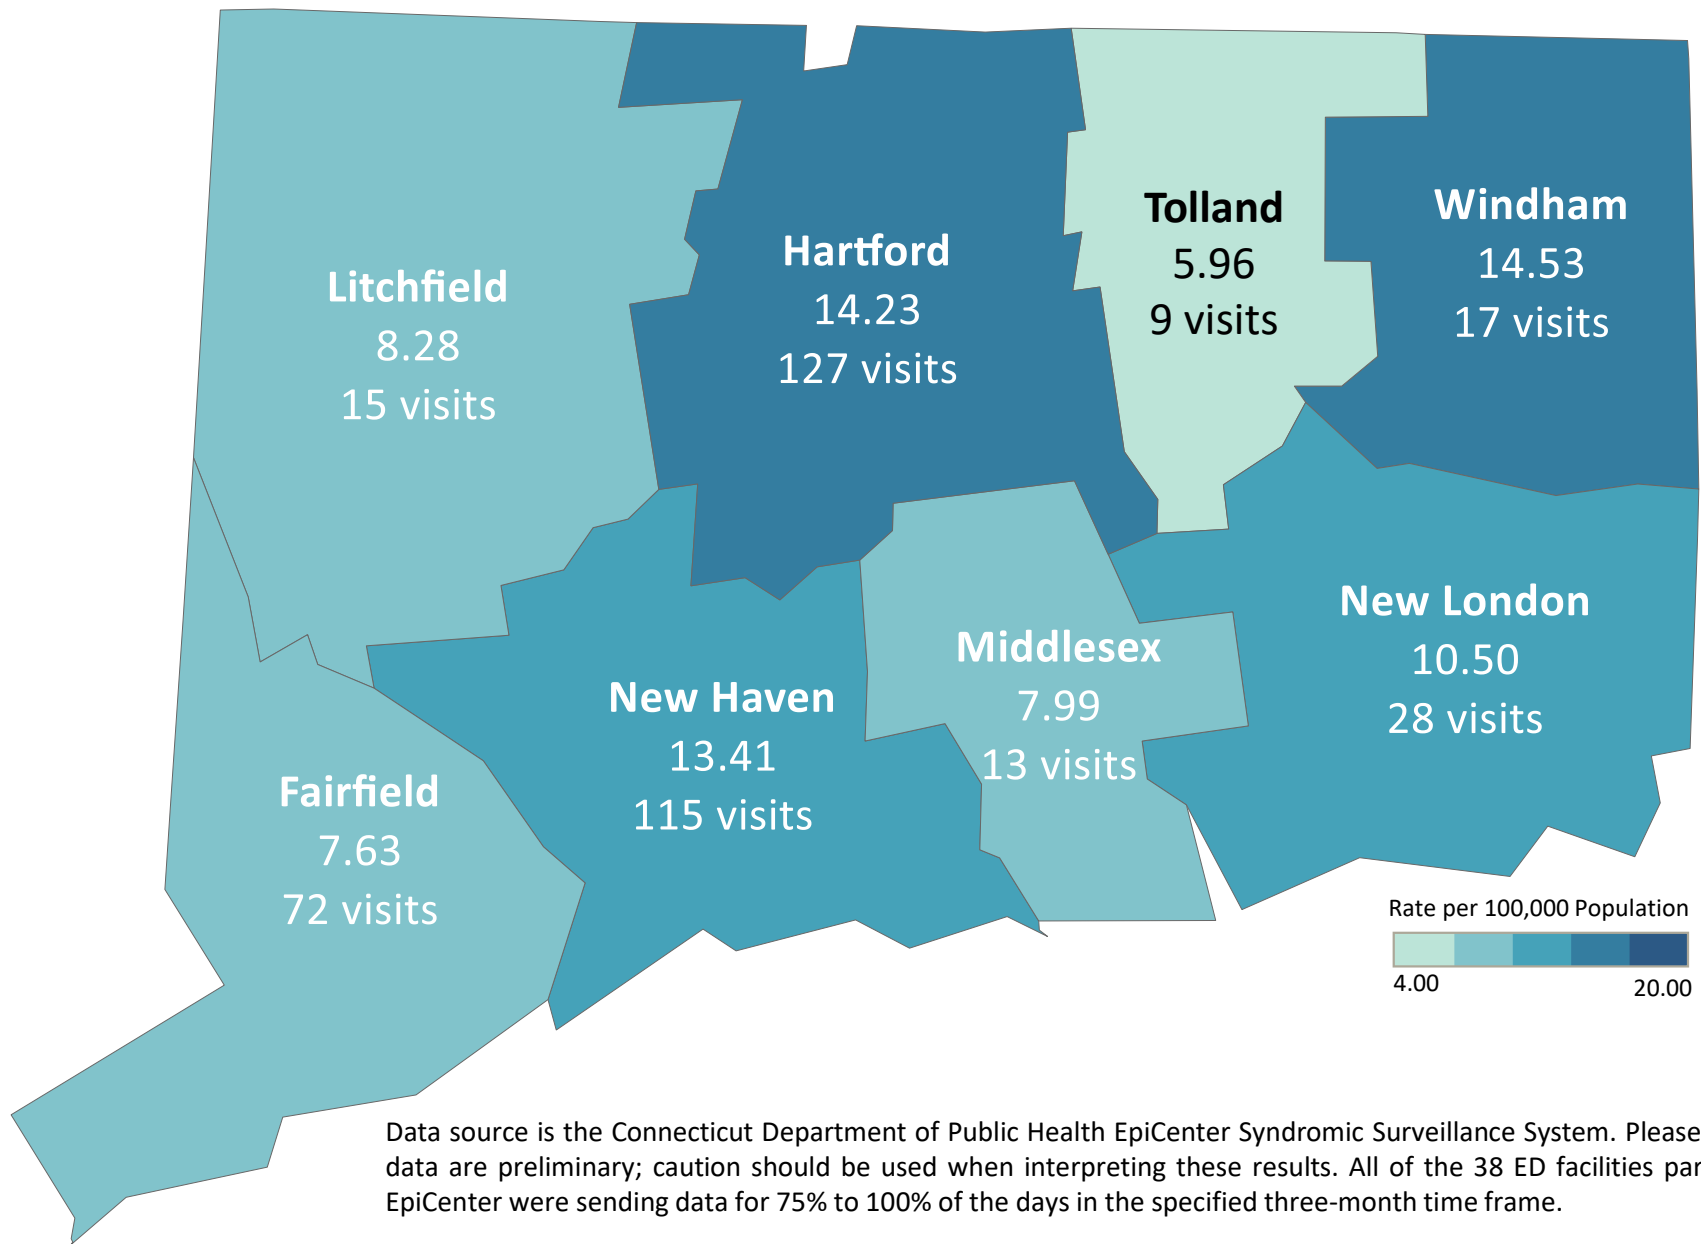 Litchfield
8.28
15 visits
Hartford
14.23
127 visits
Tolland
5.96
9 visits
Windham
14.53
17 visits
Fairfield
7.63
72 visits
New Haven
13.41
115 visits
Middlesex
7.99
13 visits
New London
10.50
28 visits
Rate per 100,000 Population
4.00
20.00
Data source is the Connecticut Department of Public Health EpiCenter Syndromic Surveillance System. Please
data are preliminary; caution should be used when interpreting these results. All of the 38 ED facilities par
EpiCenter were sending data for 75% to 100% of the days in the specified three-month time frame.